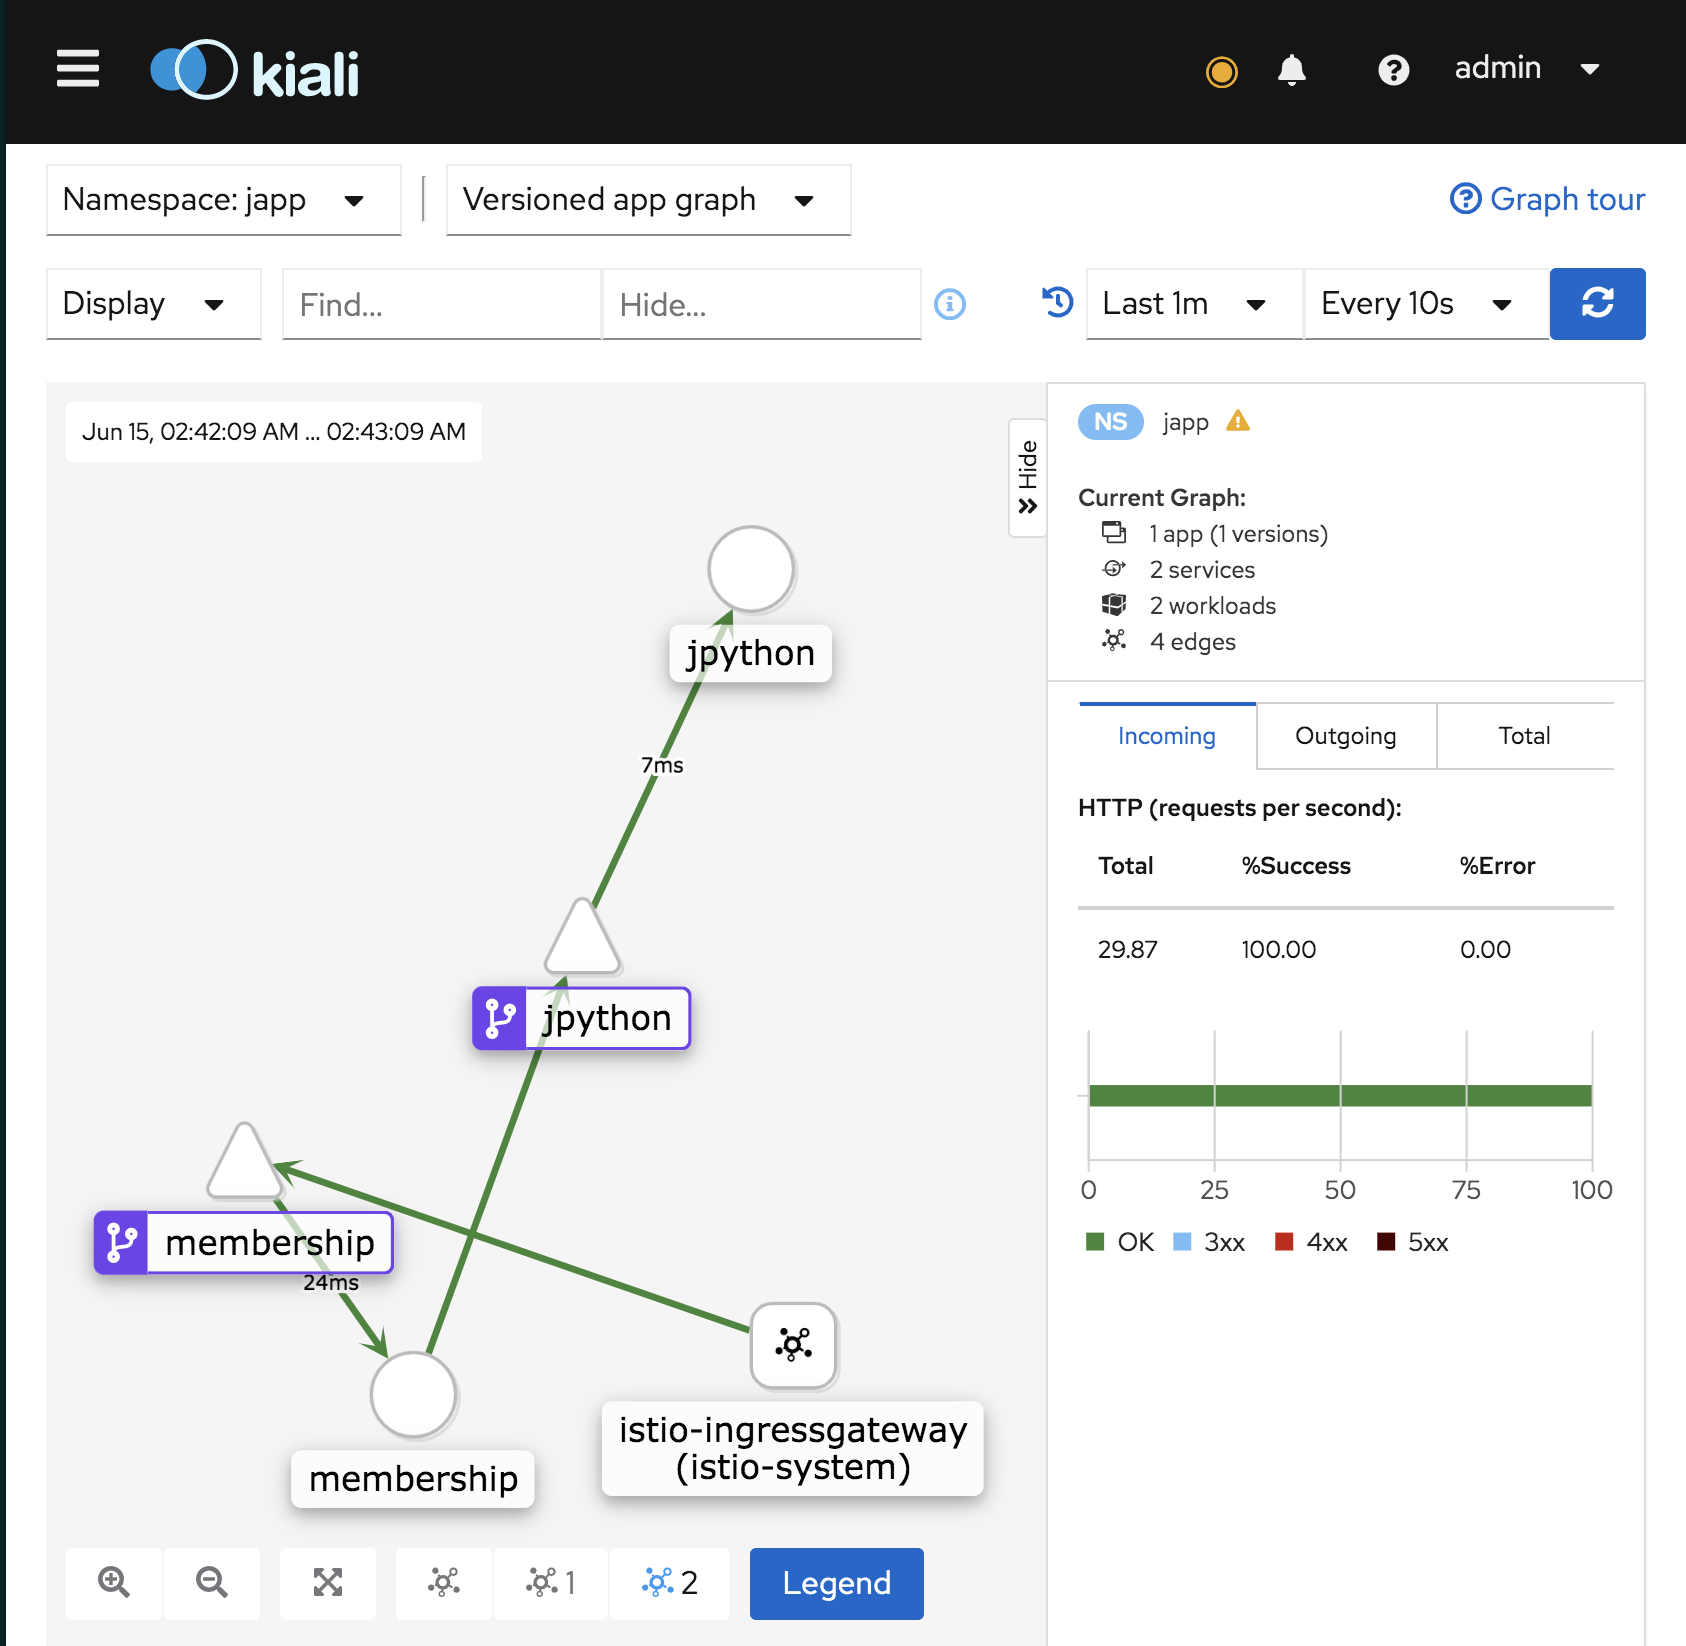 kiali
admin
Namespace: japp
Versioned app graph
Graph tour
Display
Find...
Hide...
Last 1m
Every 10s
Jun 15, 02:42:09 AM ... 02:43:09 AM
Hide
jpython
7ms
jpython
membership
24ms
membership
istio-ingressgateway
(istio-system)
1
2
Legend
NS japp
Current Graph:
1 app (1 versions)
2 services
2 workloads
4 edges
Incoming
Outgoing
Total
HTTP (requests per second):
Total %Success %Error
29.87 100.00 0.00
0 25 50 75 100
OK 3xx 4xx 5xx